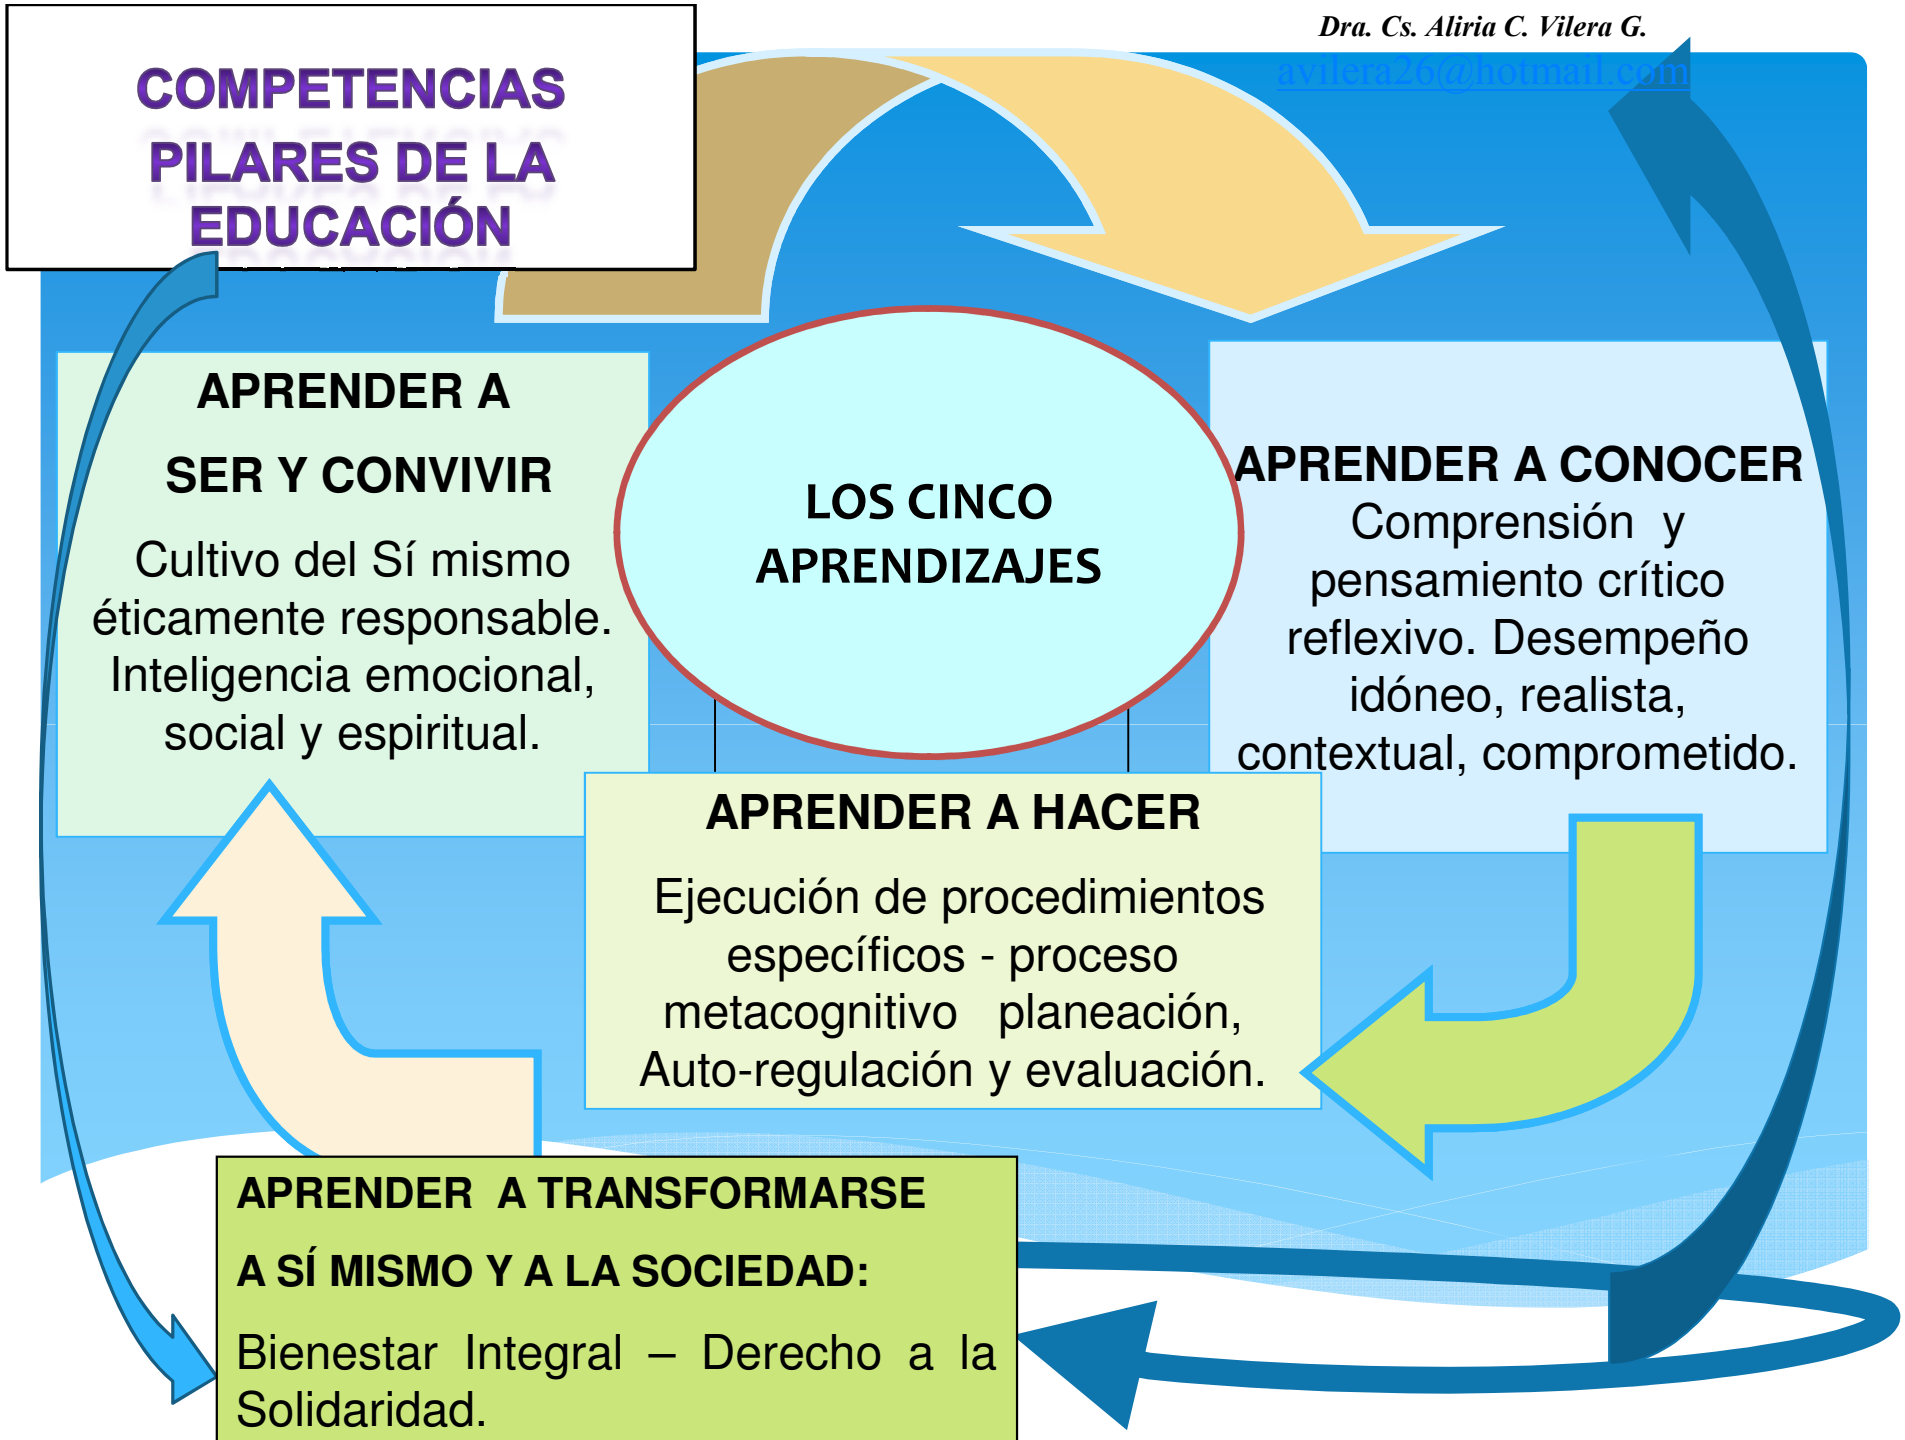 Dra. Cs. Aliria C. Vilera G.
avilera26@hotmail.com
COMPETENCIAS
PILARES DE LA
EDUCACIÓN
APRENDER A
SER Y CONVIVIR
Cultivo del Sí mismo
éticamente responsable.
Inteligencia emocional,
social y espiritual.
LOS CINCO
APRENDIZAJES
APRENDER A CONOCER
Comprensión y
pensamiento crítico
reflexivo. Desempeño
idóneo, realista,
contextual, comprometido.
APRENDER A HACER
Ejecución de procedimientos
específicos - proceso
metacognitivo planeación,
Auto-regulación y evaluación.
APRENDER A TRANSFORMARSE
A SÍ MISMO Y A LA SOCIEDAD:
Bienestar Integral – Derecho a la
Solidaridad.